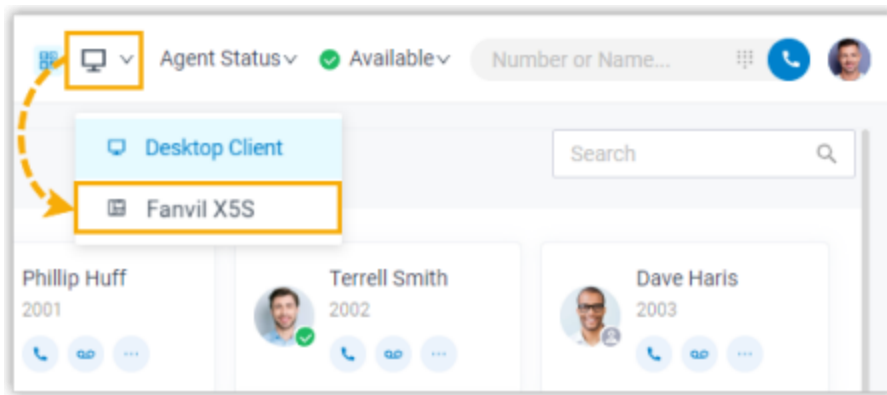 Agent Status
Available
Number or Name...
Desktop Client
Search
Fanvil X5S
Phillip Huff
2001
Terrell Smith
2002
Dave Haris
2003